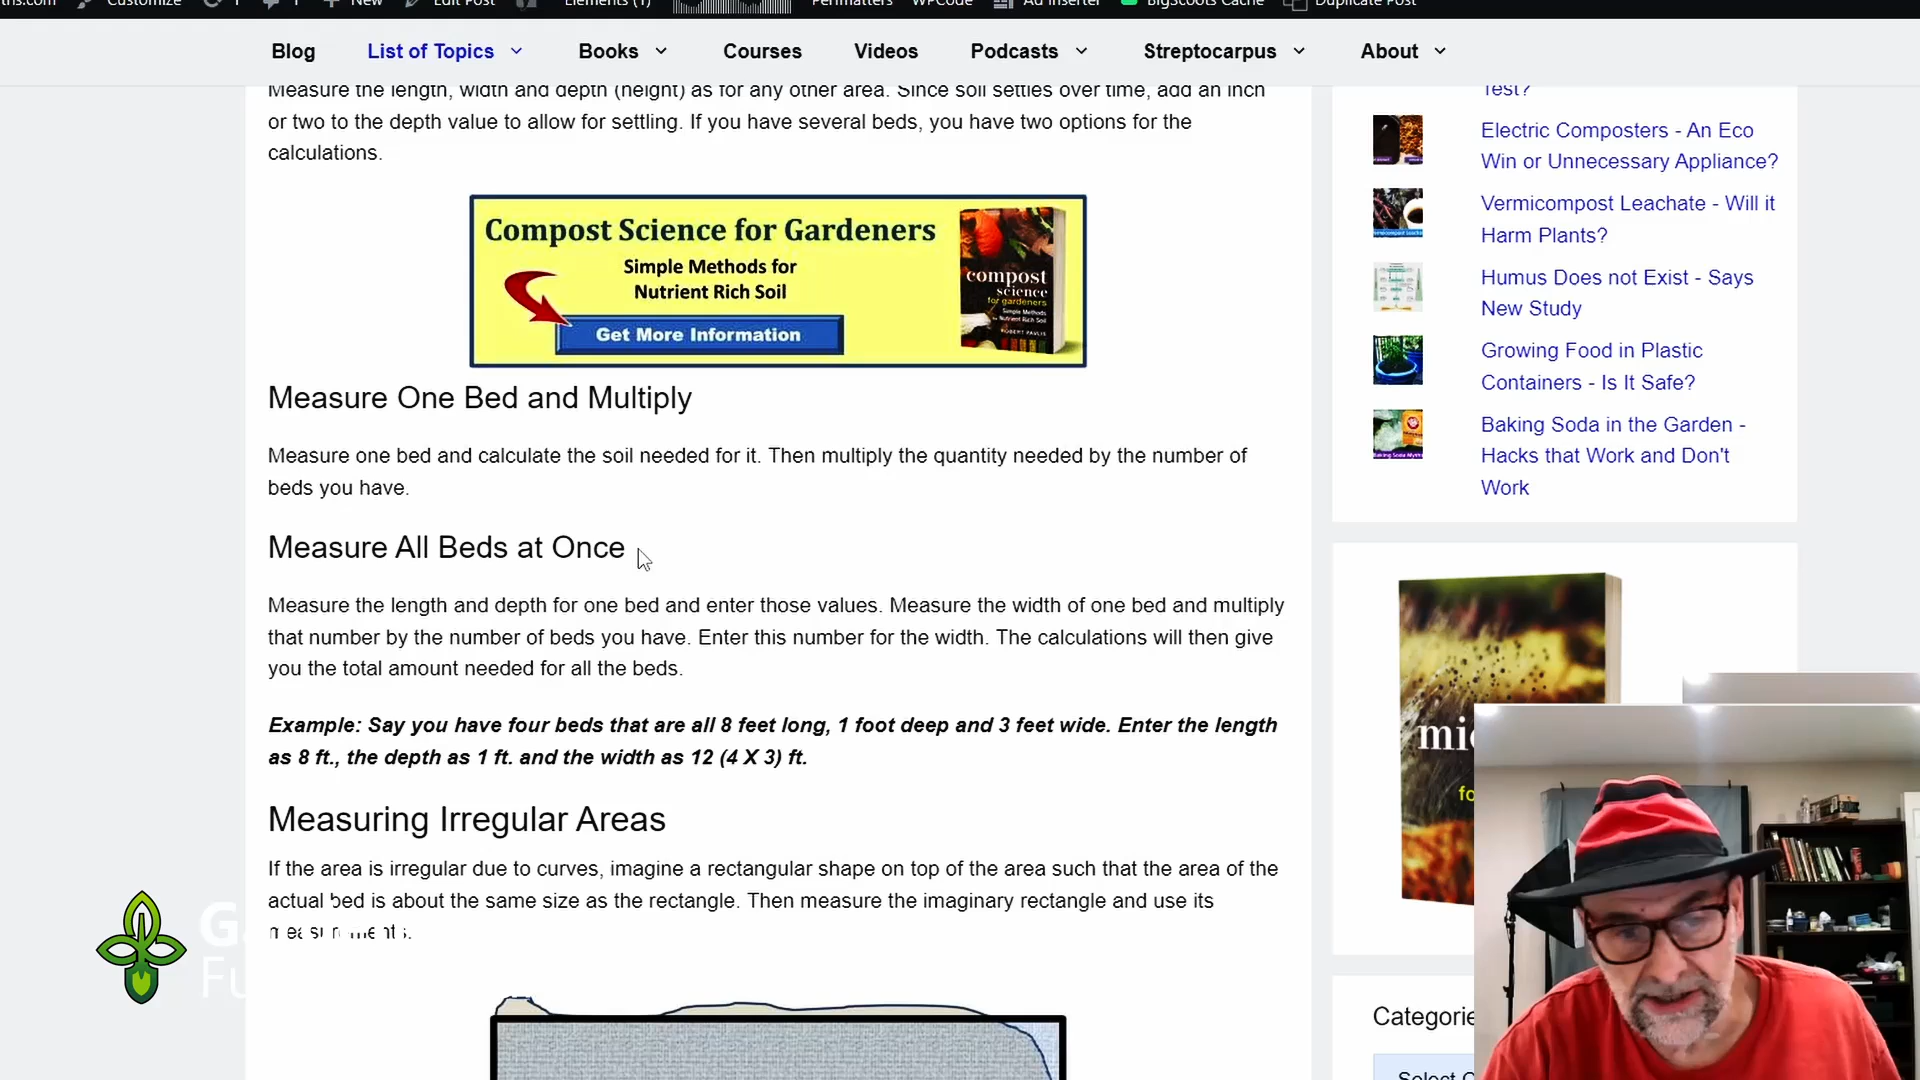 Customize
1
1
New
Edit Post
Elements (1)
Perfmatters
WPCode
Ad Inserter
BigScoots Cache
Duplicate Post
Blog
List of Topics
Books
Courses
Videos
Podcasts
Streptocarpus
About
Measure the length, width and depth (height) as for any other area. Since soil settles over time, add an inch
or two to the depth value to allow for settling. If you have several beds, you have two options for the
calculations.
Compost Science for Gardeners
Simple Methods for
Nutrient Rich Soil
Get More Information
compost
science
for gardeners
Simple Methods for
Nutrient Rich Soil
ROBERT PAVLIS
Measure One Bed and Multiply
Measure one bed and calculate the soil needed for it. Then multiply the quantity needed by the number of
beds you have.
Measure All Beds at Once
Measure the length and depth for one bed and enter those values. Measure the width of one bed and multiply
that number by the number of beds you have. Enter this number for the width. The calculations will then give
you the total amount needed for all the beds.
Example: Say you have four beds that are all 8 feet long, 1 foot deep and 3 feet wide. Enter the length
as 8 ft., the depth as 1 ft. and the width as 12 (4 X 3) ft.
Measuring Irregular Areas
If the area is irregular due to curves, imagine a rectangular shape on top of the area such that the area of the
actual bed is about the same size as the rectangle. Then measure the imaginary rectangle and use its
measurements.
Test?
Electric Composters - An Eco
Win or Unnecessary Appliance?
Vermicompost Leachate - Will it
Harm Plants?
Humus Does not Exist - Says
New Study
Growing Food in Plastic
Containers - Is It Safe?
Baking Soda in the Garden -
Hacks that Work and Don't
Work